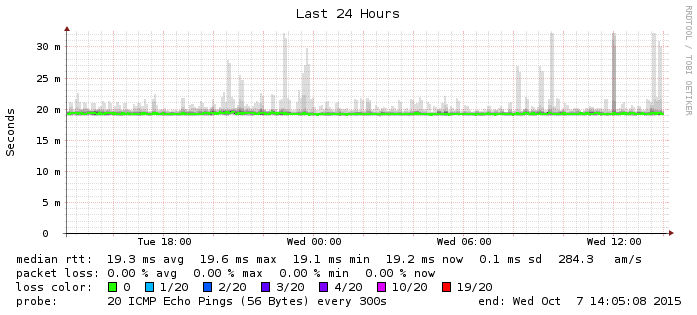 Last 24 Hours
RRDTOOL / TOBI OETIKER
Seconds
30 m
25 m
20 m
15 m
10 m
5 m
0
Tue 18:00 Wed 00:00 Wed 06:00 Wed 12:00
median rtt: 19.3 ms avg 19.6 ms max 19.1 ms min 19.2 ms now 0.1 ms sd 284.3 am/s
packet loss: 0.00 % avg 0.00 % max 0.00 % min 0.00 % now
loss color: 0 1/20 2/20 3/20 4/20 10/20 19/20
probe: 20 ICMP Echo Pings (56 Bytes) every 300s end: Wed Oct 7 14:05:08 2015